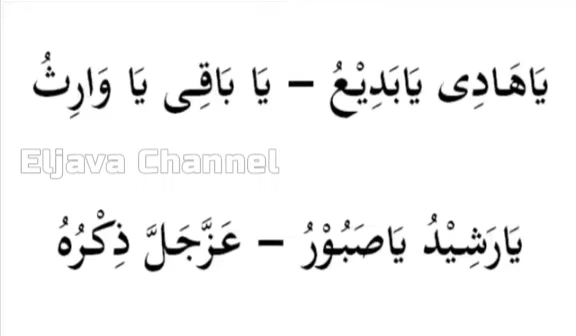 يَاهَادِى يَابَدِيْعُ – يَا بَاقِى يَا وَارِثُ
Eljava Channel
يَارَشِيْدُ يَاصَبُوْرُ – عَزَّجَلَّ ذِكْرُهُ